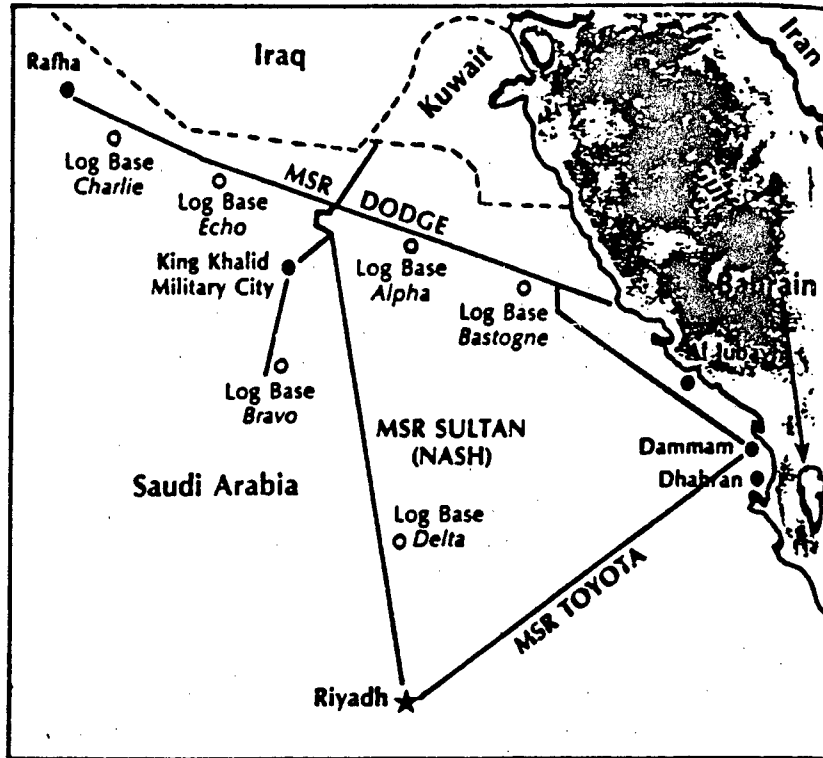 Iraq
Iran
Rafha
Kuwait
Log Base
Charlie
MSR DODGE
Log Base
Echo
King Khalid
Military City
Log Base
Alpha
Bahrain
Log Base
Bastogne
Log Base
Bravo
MSR SULTAN
(NASH)
Dammam
Dhahran
Saudi Arabia
Log Base
Delta
MSR TOYOTA
Riyadh